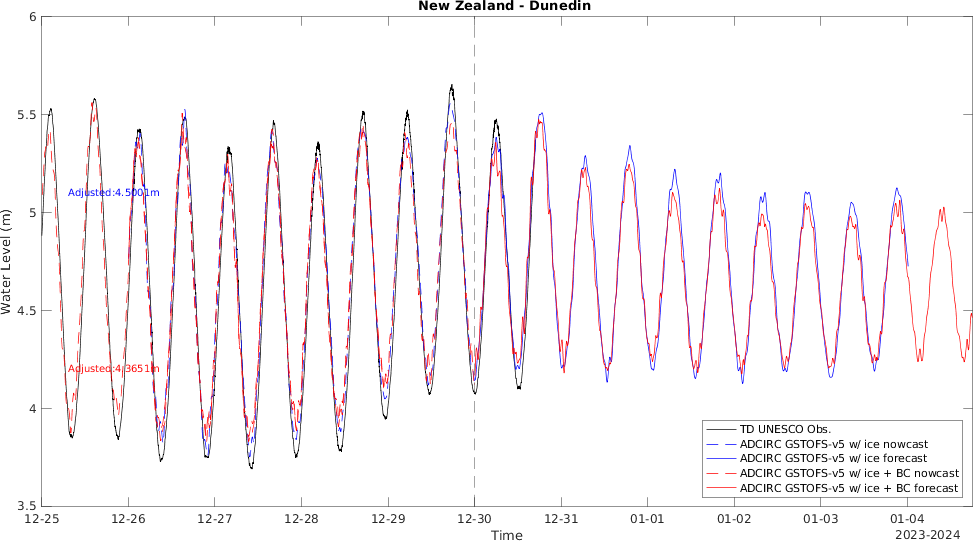 New Zealand - Dunedin
6
5.5
5
4.5
4
3.5
Water Level (m)
Adjusted:4.5001m
Adjusted:4.3651m
TD UNESCO Obs.
ADCIRC GSTOFS-v5 w/ ice nowcast
ADCIRC GSTOFS-v5 w/ ice forecast
ADCIRC GSTOFS-v5 w/ ice + BC nowcast
ADCIRC GSTOFS-v5 w/ ice + BC forecast
12-25 12-26 12-27 12-28 12-29 12-30 12-31 01-01 01-02 01-03 01-04
Time
2023-2024